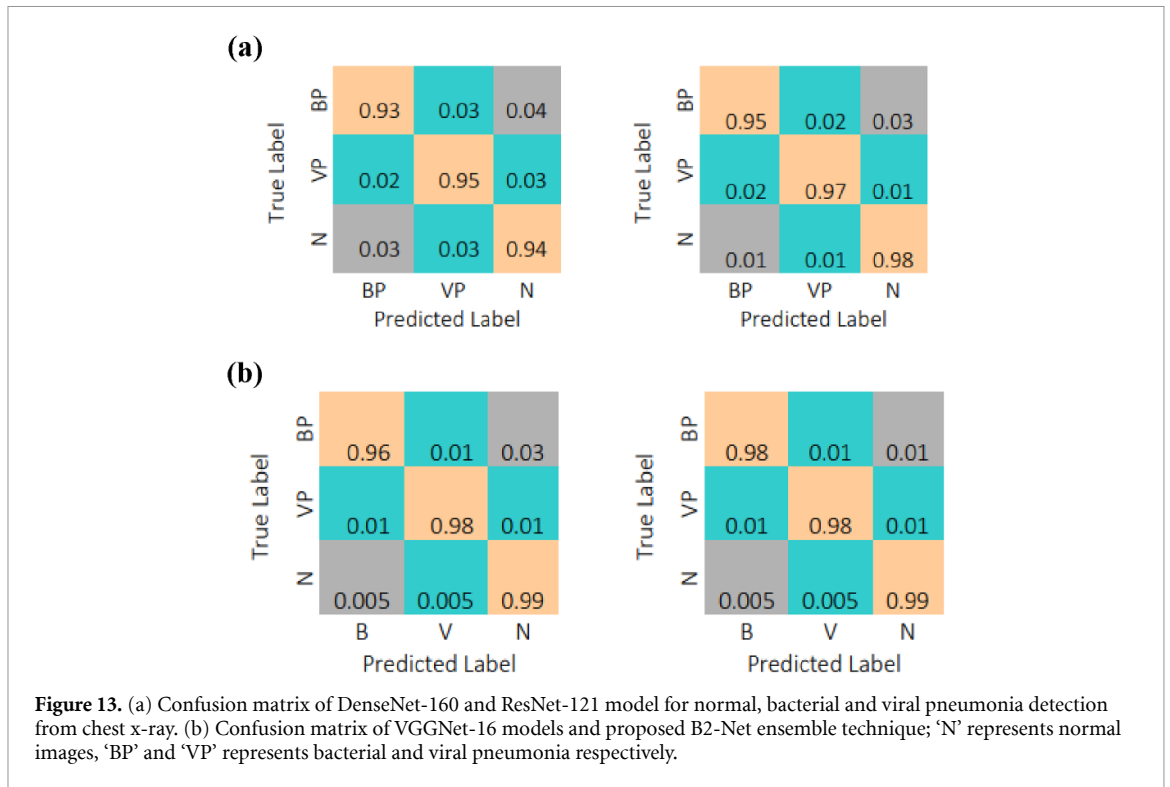 (a)
True Label
BP 0.93 0.03 0.04
VP 0.02 0.95 0.03
N 0.03 0.03 0.94
BP VP N
Predicted Label
True Label
BP 0.95 0.02 0.03
VP 0.02 0.97 0.01
N 0.01 0.01 0.98
BP VP N
Predicted Label
(b)
True Label
BP 0.96 0.01 0.03
VP 0.01 0.98 0.01
N 0.005 0.005 0.99
B V N
Predicted Label
True Label
BP 0.98 0.01 0.01
VP 0.01 0.98 0.01
N 0.005 0.005 0.99
B V N
Predicted Label
Figure 13. (a) Confusion matrix of DenseNet-160 and ResNet-121 model for normal, bacterial and viral pneumonia detection
from chest x-ray. (b) Confusion matrix of VGGNet-16 models and proposed B2-Net ensemble technique; ‘N’ represents normal
images, ‘BP’ and ‘VP’ represents bacterial and viral pneumonia respectively.